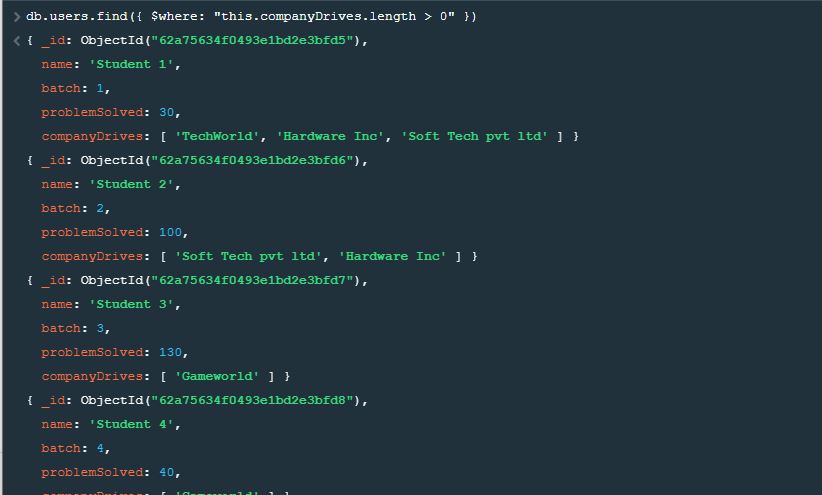 db.users.find({ $where: "this.companyDrives.length > 0" })
{ _id: ObjectId("62a75634f0493e1bd2e3bfd5"),
name: 'Student 1',
batch: 1,
problemSolved: 30,
companyDrives: [ 'TechWorld', 'Hardware Inc', 'Soft Tech pvt ltd' ] }
{ _id: ObjectId("62a75634f0493e1bd2e3bfd6"),
name: 'Student 2',
batch: 2,
problemSolved: 100,
companyDrives: [ 'Soft Tech pvt ltd', 'Hardware Inc' ] }
{ _id: ObjectId("62a75634f0493e1bd2e3bfd7"),
name: 'Student 3',
batch: 3,
problemSolved: 130,
companyDrives: [ 'Gameworld' ] }
{ _id: ObjectId("62a75634f0493e1bd2e3bfd8"),
name: 'Student 4',
batch: 4,
problemSolved: 40,